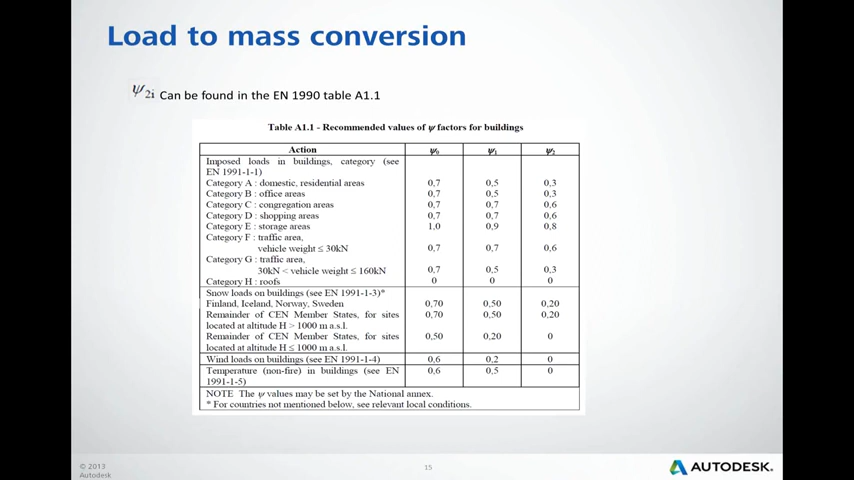 Load to mass conversion
ψ2i Can be found in the EN 1990 table A1.1
Table A1.1 - Recommended values of ψ factors for buildings
Action ψ0 ψ1 ψ2
Imposed loads in buildings, category (see
EN 1991-1-1)
Category A : domestic, residential areas 0,7 0,5 0,3
Category B : office areas 0,7 0,5 0,3
Category C : congregation areas 0,7 0,7 0,6
Category D : shopping areas 0,7 0,7 0,6
Category E : storage areas 1,0 0,9 0,8
Category F : traffic area,
vehicle weight ≤ 30kN 0,7 0,7 0,6
Category G : traffic area,
30kN < vehicle weight ≤ 160kN 0,7 0,5 0,3
Category H : roofs 0 0 0
Snow loads on buildings (see EN 1991-1-3)*
Finland, Iceland, Norway, Sweden 0,70 0,50 0,20
Remainder of CEN Member States, for sites 0,70 0,50 0,20
located at altitude H > 1000 m a.s.l.
Remainder of CEN Member States, for sites 0,50 0,20 0
located at altitude H ≤ 1000 m a.s.l.
Wind loads on buildings (see EN 1991-1-4) 0,6 0,2 0
Temperature (non-fire) in buildings (see EN 0,6 0,5 0
1991-1-5)
NOTE The ψ values may be set by the National annex.
* For countries not mentioned below, see relevant local conditions.
© 2013
Autodesk
15
AUTODESK.